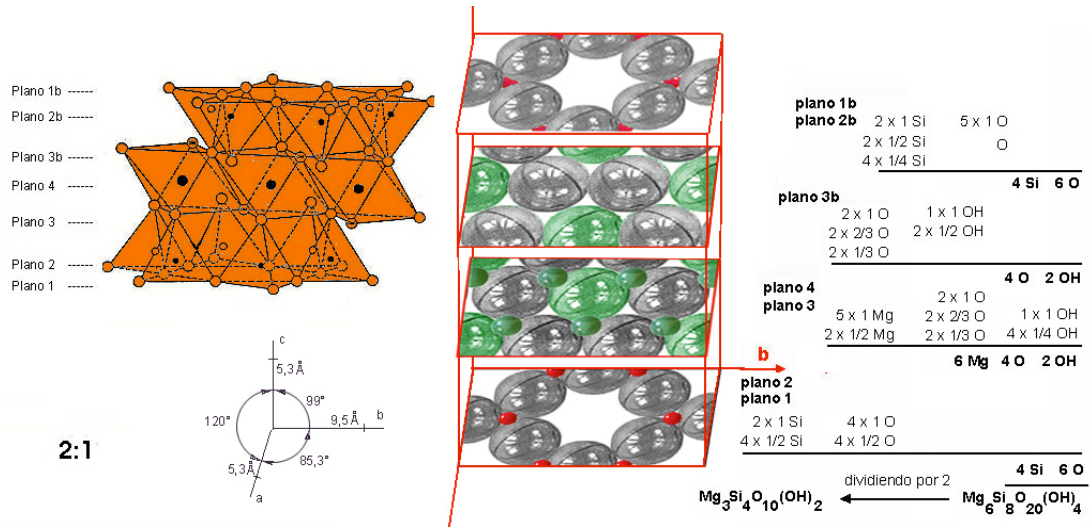 Plano 1b ------
Plano 2b ------
Plano 3b ------
Plano 4 ------
Plano 3 ------
Plano 2 ------
Plano 1 ------
2:1
c
5,3Å
120°
99°
9,5Å
b
5,3Å
85,3°
a
b
plano 1b
plano 2b
2 x 1 Si 5 x 1 O
2 x 1/2 Si O
4 x 1/4 Si
4 Si 6 O
plano 3b
2 x 1 O 1 x 1 OH
2 x 2/3 O 2 x 1/2 OH
2 x 1/3 O
4 O 2 OH
plano 4
plano 3
2 x 1 O
5 x 1 Mg 2 x 2/3 O 1 x 1 OH
2 x 1/2 Mg 2 x 1/3 O 4 x 1/4 OH
6 Mg 4 O 2 OH
plano 2
plano 1
2 x 1 Si 4 x 1 O
4 x 1/2 Si 4 x 1/2 O
4 Si 6 O
dividiendo por 2
Mg3Si4O10(OH)2 Mg6Si8O20(OH)4